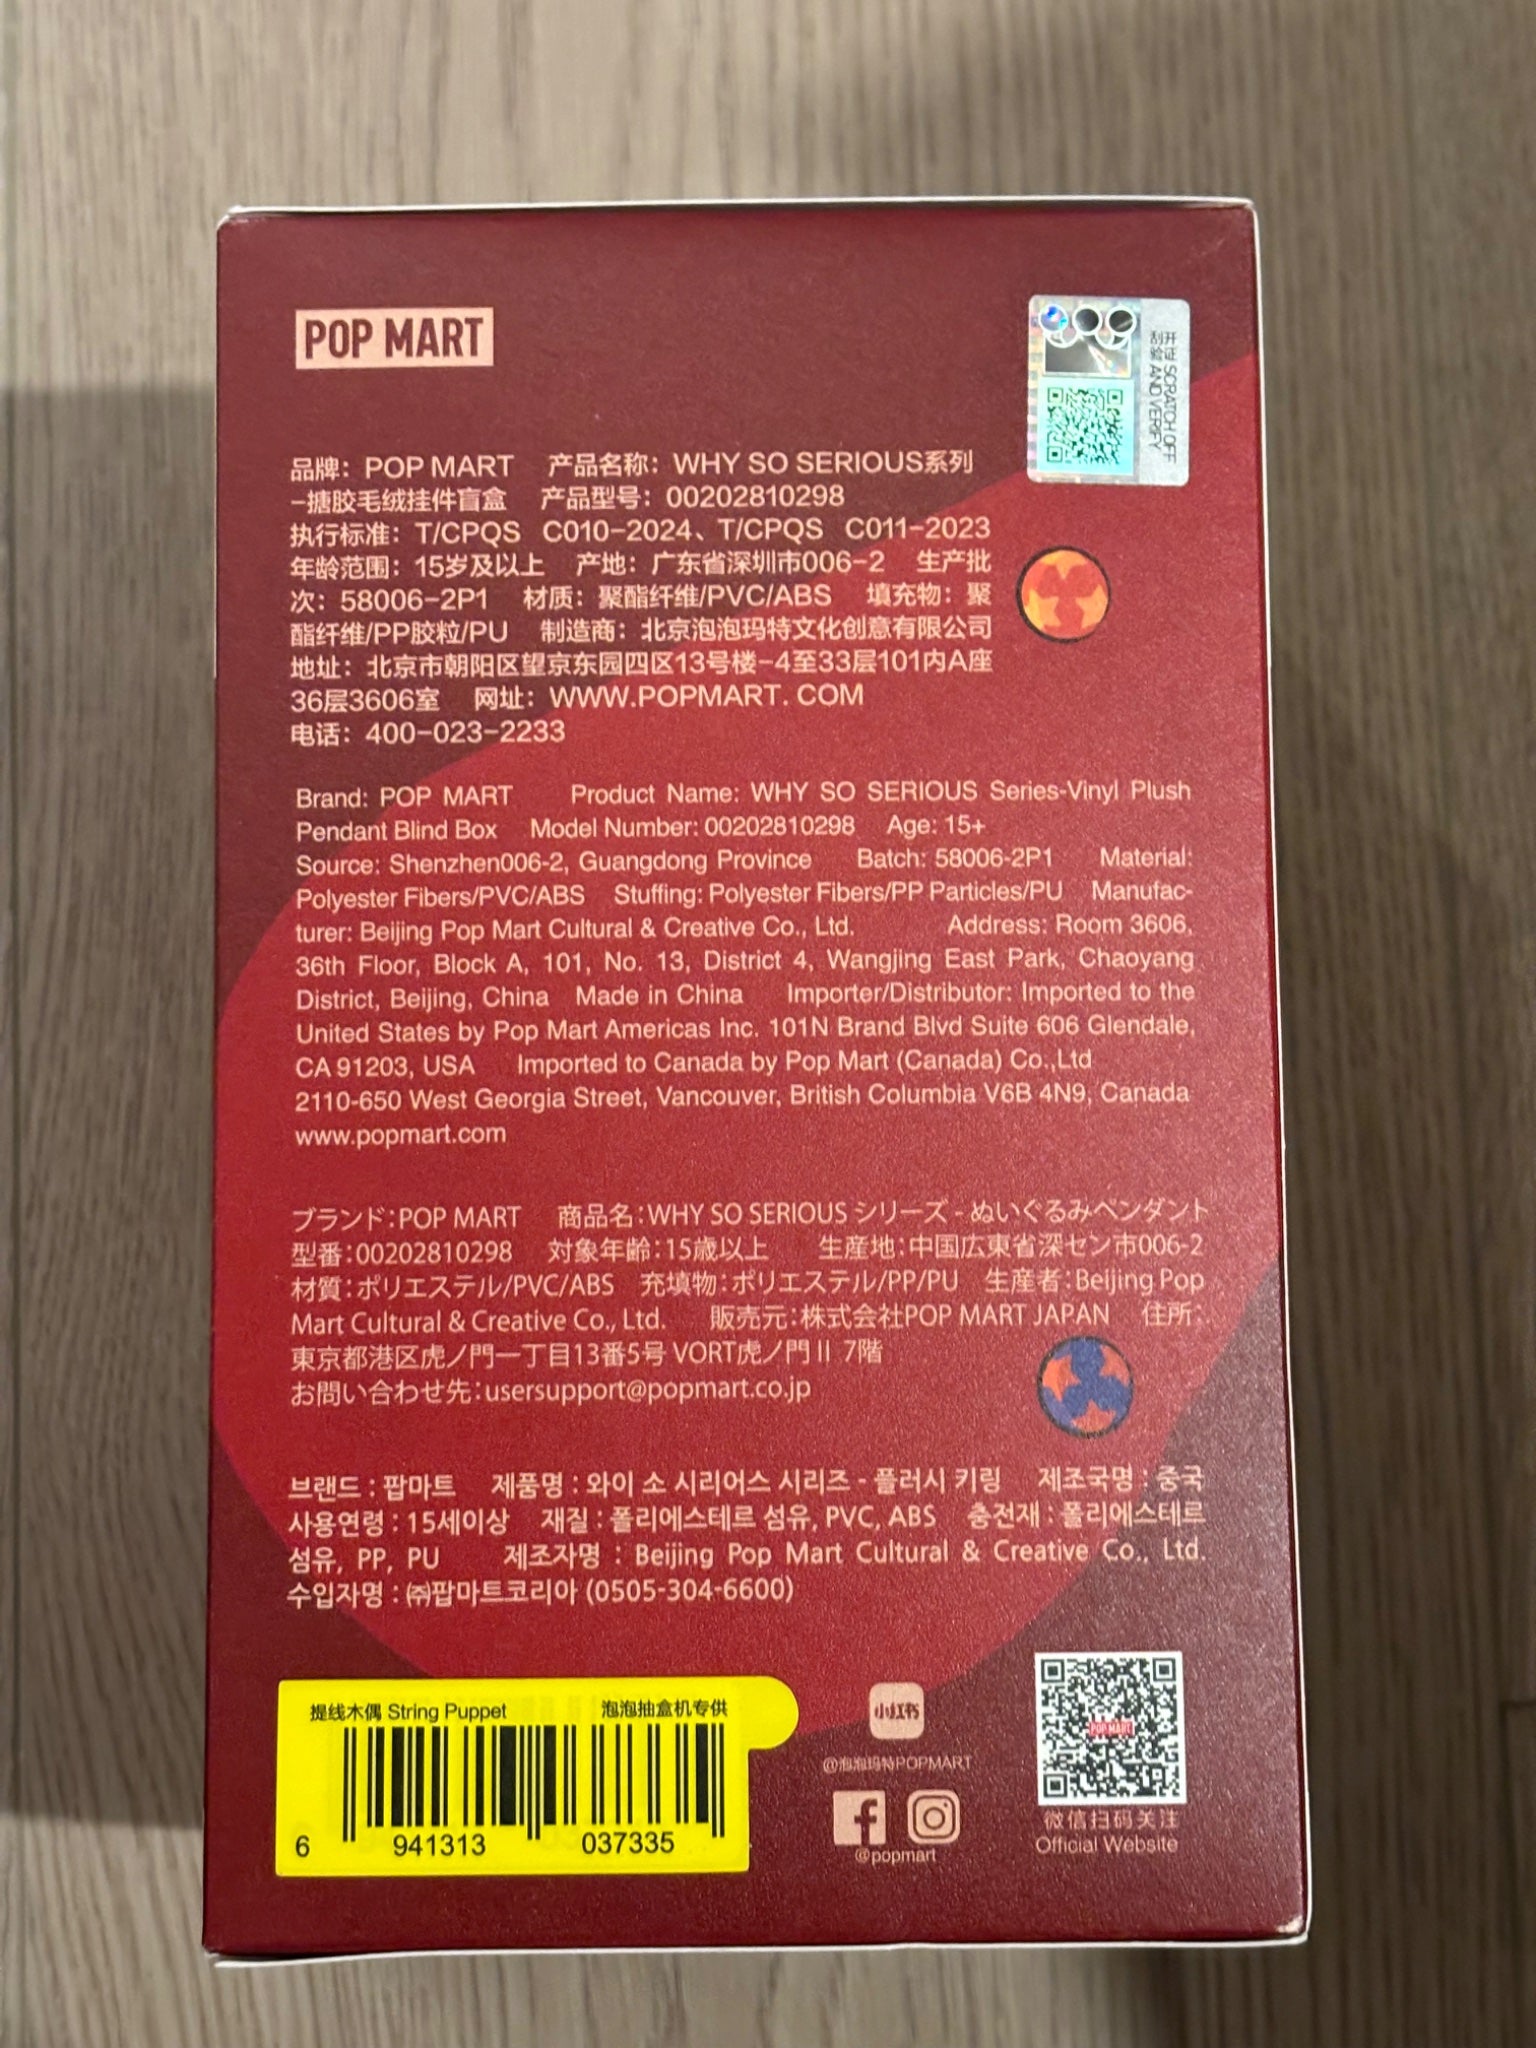 POP MART
开证 SCRATCH OFF
刮验 AND VERIFY
品牌：POP MART 产品名称：WHY SO SERIOUS系列
-搪胶毛绒挂件盲盒 产品型号：00202810298
执行标准：T/CPQS C010-2024、T/CPQS C011-2023
年龄范围：15岁及以上 产地：广东省深圳市006-2 生产批
次：58006-2P1 材质：聚酯纤维/PVC/ABS 填充物：聚
酯纤维/PP胶粒/PU 制造商：北京泡泡玛特文化创意有限公司
地址：北京市朝阳区望京东园四区13号楼-4至33层101内A座
36层3606室 网址：WWW.POPMART. COM
电话：400-023-2233
Brand: POP MART Product Name: WHY SO SERIOUS Series-Vinyl Plush
Pendant Blind Box Model Number: 00202810298 Age: 15+
Source: Shenzhen006-2, Guangdong Province Batch: 58006-2P1 Material:
Polyester Fibers/PVC/ABS Stuffing: Polyester Fibers/PP Particles/PU Manufac-
turer: Beijing Pop Mart Cultural & Creative Co., Ltd. Address: Room 3606,
36th Floor, Block A, 101, No. 13, District 4, Wangjing East Park, Chaoyang
District, Beijing, China Made in China Importer/Distributor: Imported to the
United States by Pop Mart Americas Inc. 101N Brand Blvd Suite 606 Glendale,
CA 91203, USA Imported to Canada by Pop Mart (Canada) Co.,Ltd
2110-650 West Georgia Street, Vancouver, British Columbia V6B 4N9, Canada
www.popmart.com
ブランド：POP MART 商品名：WHY SO SERIOUS シリーズ - ぬいぐるみペンダント
型番：00202810298 対象年齢：15歳以上 生産地：中国広東省深セン市006-2
材質：ポリエステル/PVC/ABS 充填物：ポリエステル/PP/PU 生産者：Beijing Pop
Mart Cultural & Creative Co., Ltd. 販売元：株式会社POP MART JAPAN 住所：
東京都港区虎ノ門一丁目13番5号 VORT虎ノ門Ⅱ 7階
お問い合わせ先：usersupport@popmart.co.jp
브랜드 : 팝마트 제품명 : 와이 소 시리어스 시리즈 - 플러시 키링 제조국명 : 중국
사용연령 : 15세이상 재질 : 폴리에스테르 섬유, PVC, ABS 충전재 : 폴리에스테르
섬유, PP, PU 제조자명 : Beijing Pop Mart Cultural & Creative Co., Ltd.
수입자명 : ㈜팝마트코리아 (0505-304-6600)
提线木偶 String Puppet 泡泡抽盒机专供
6 941313 037335
小红书
@泡泡玛特POPMART
@popmart
POP MART
微信扫码关注
Official Website